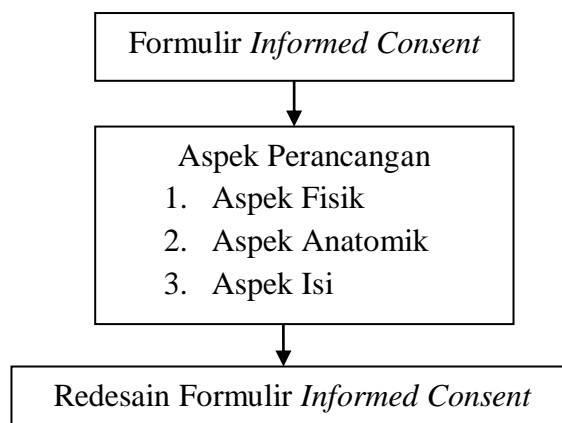 Formulir Informed Consent
Aspek Perancangan
1. Aspek Fisik
2. Aspek Anatomik
3. Aspek Isi
Redesain Formulir Informed Consent